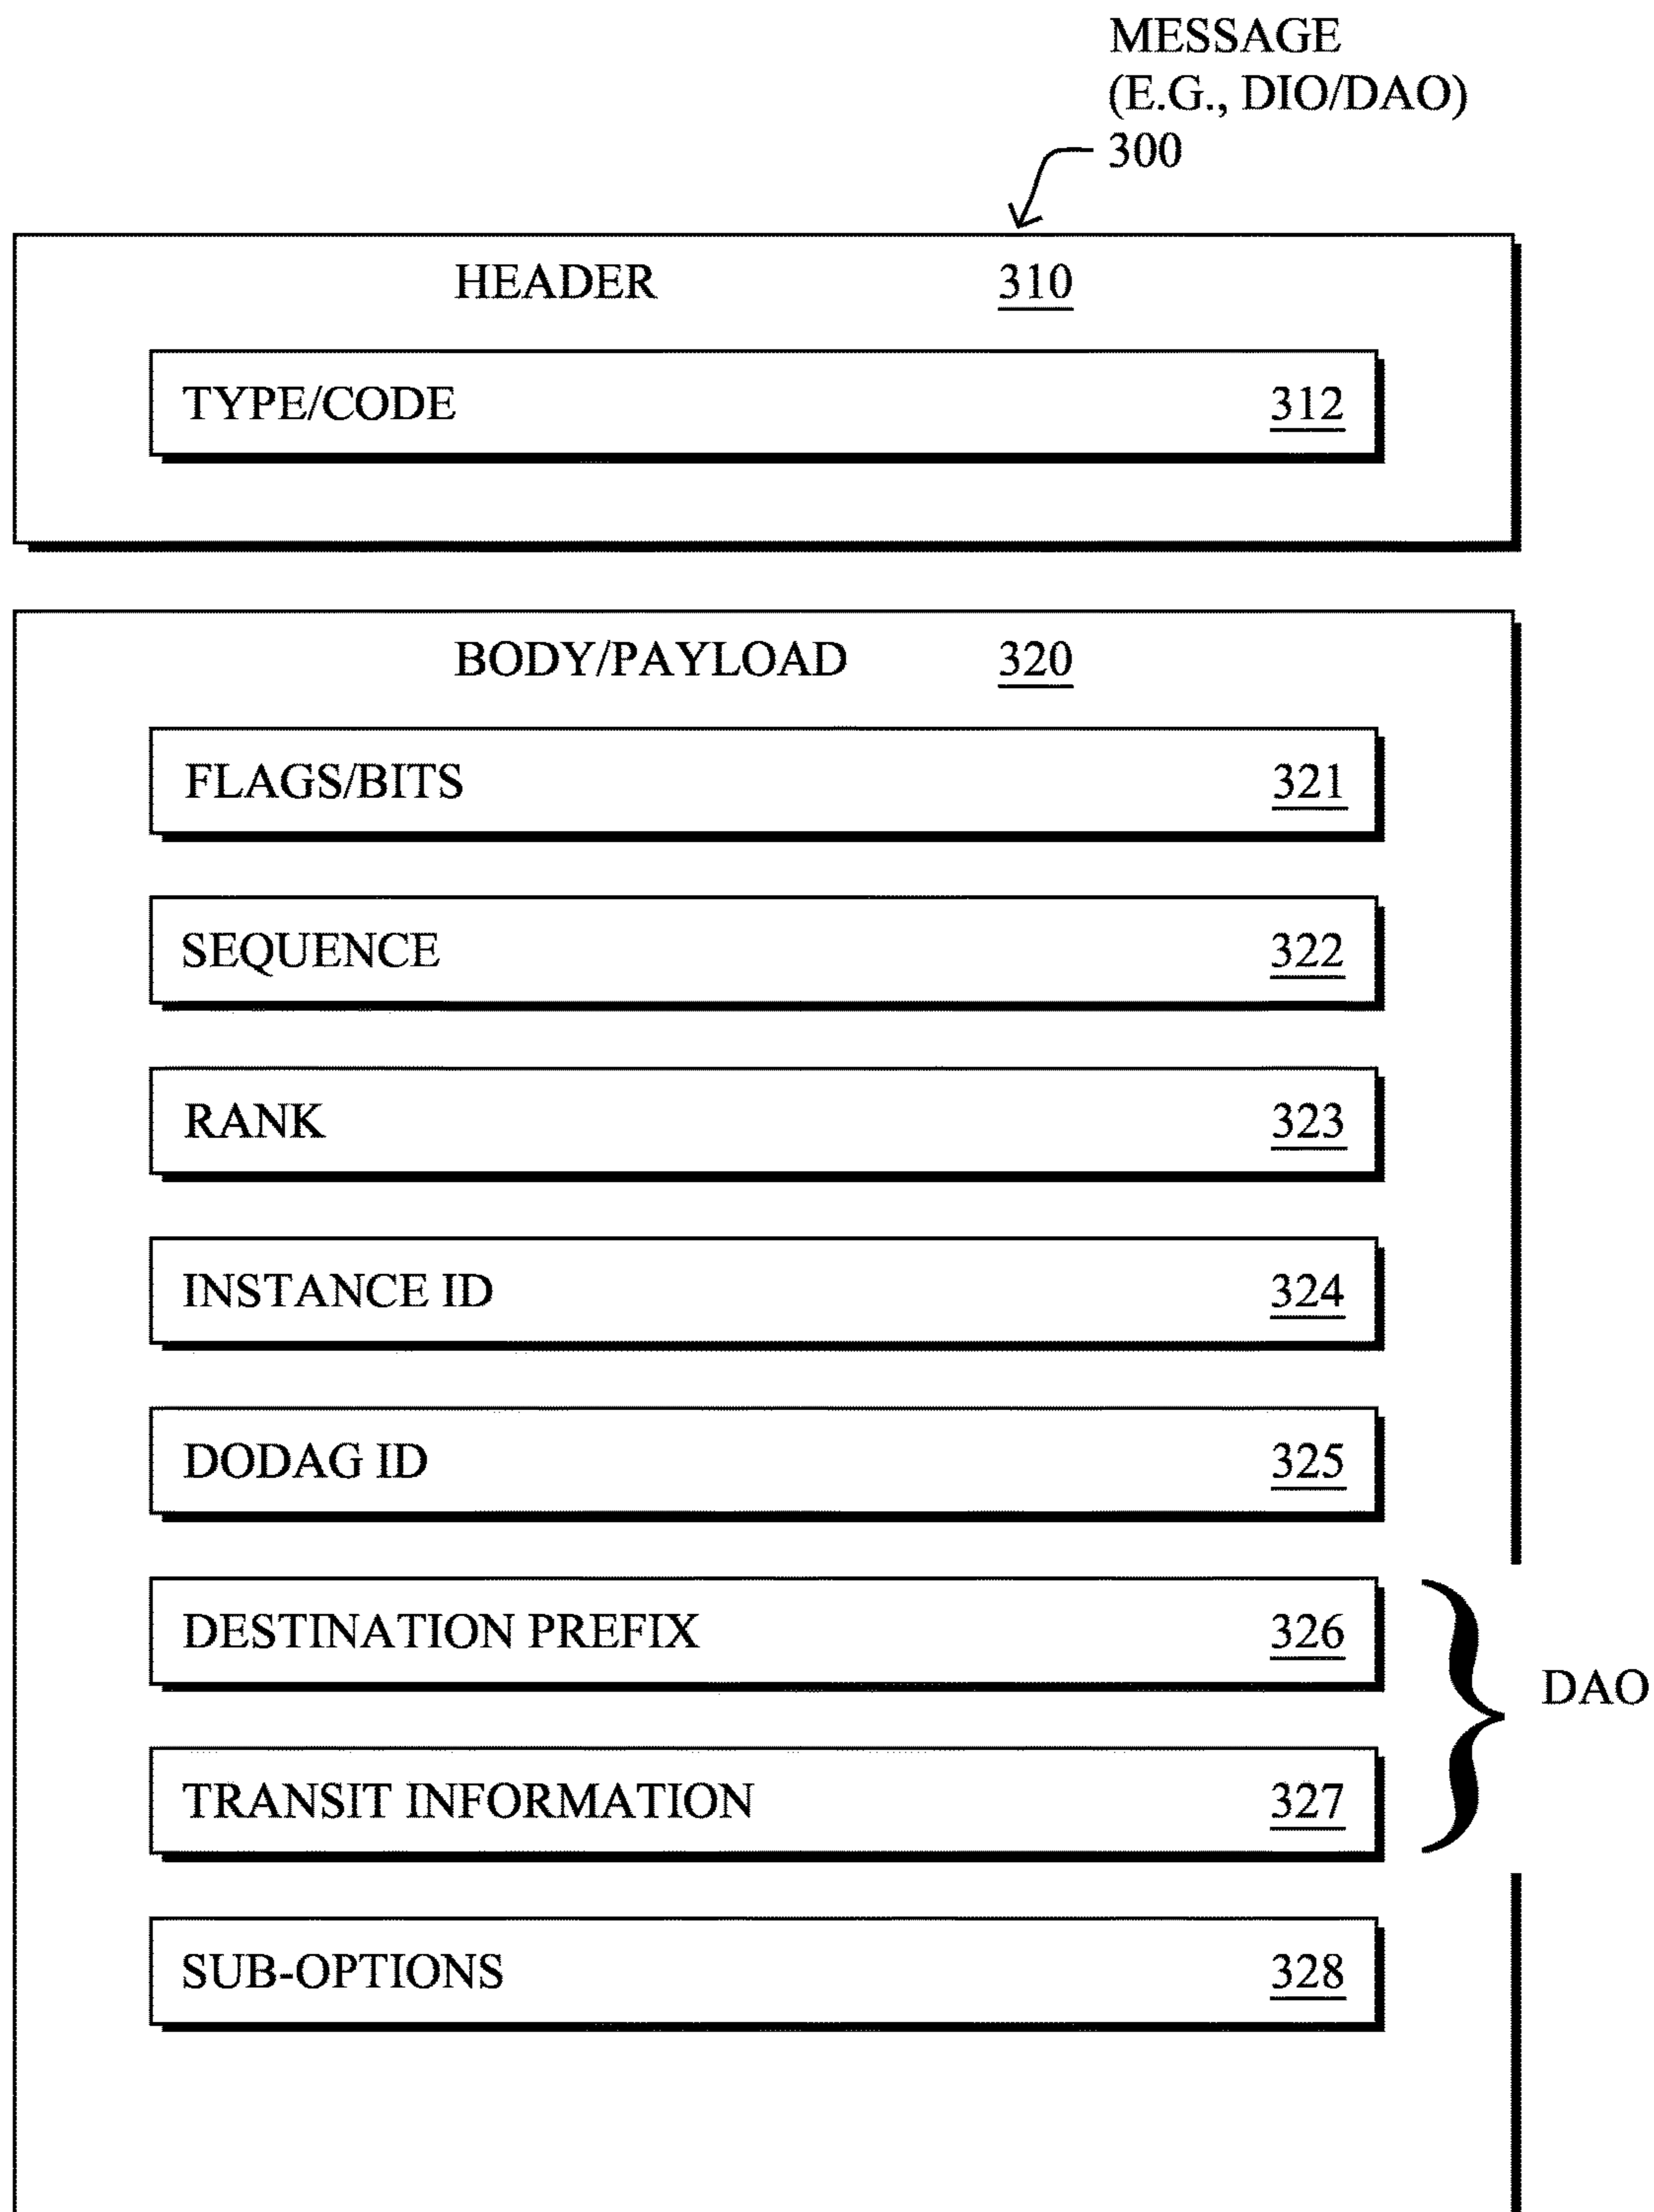 MESSAGE
(E.G., DIO/DAO)
300
HEADER 310
TYPE/CODE 312
BODY/PAYLOAD 320
FLAGS/BITS 321
SEQUENCE 322
RANK 323
INSTANCE ID 324
DODAG ID 325
DESTINATION PREFIX 326
DAO
TRANSIT INFORMATION 327
SUB-OPTIONS 328